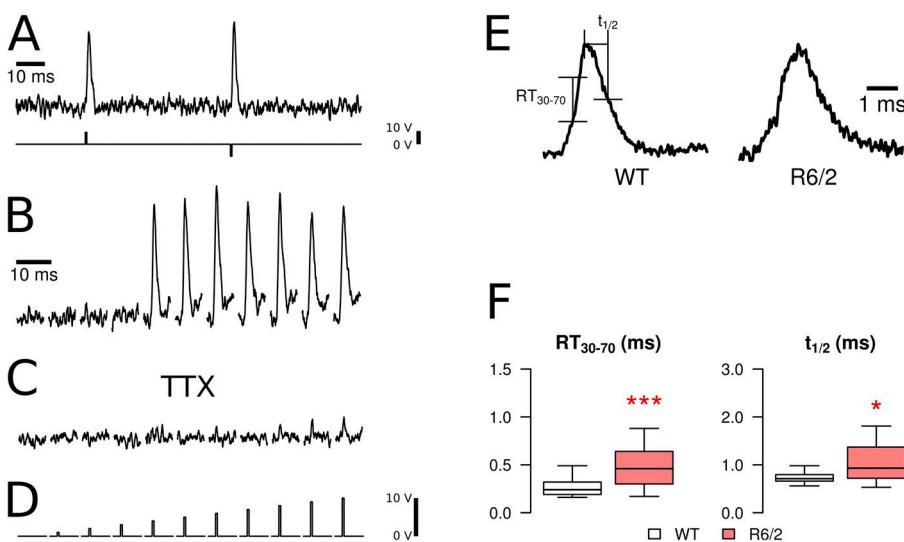 A
10 ms
10 V
0 V
B
10 ms
C
TTX
D
10 V
0 V
E
t1/2
RT30-70
1 ms
WT
R6/2
F
RT30-70 (ms)
t1/2 (ms)
1.5
1.0
0.5
0.0
***
3.0
2.0
1.0
0.0
*
WT
R6/2